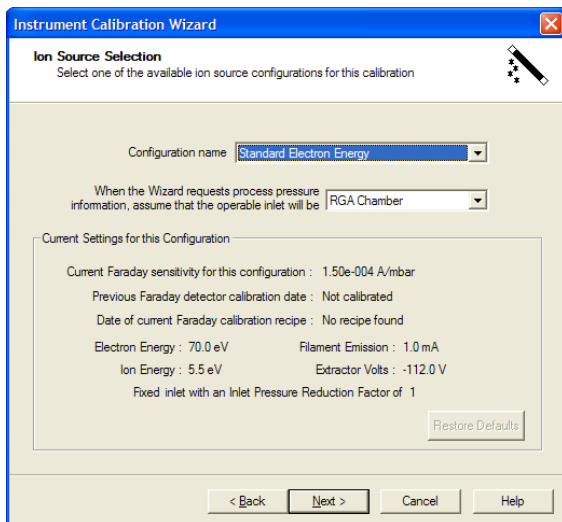 Instrument Calibration Wizard
Ion Source Selection
Select one of the available ion source configurations for this calibration
Configuration name
Standard Electron Energy
When the Wizard requests process pressure
information, assume that the operable inlet will be
RGA Chamber
Current Settings for this Configuration
Current Faraday sensitivity for this configuration : 1.50e-004 A/mbar
Previous Faraday detector calibration date : Not calibrated
Date of current Faraday calibration recipe : No recipe found
Electron Energy : 70.0 eV Filament Emission : 1.0 mA
Ion Energy : 5.5 eV Extractor Volts : -112.0 V
Fixed inlet with an Inlet Pressure Reduction Factor of 1
Restore Defaults
< Back Next > Cancel Help